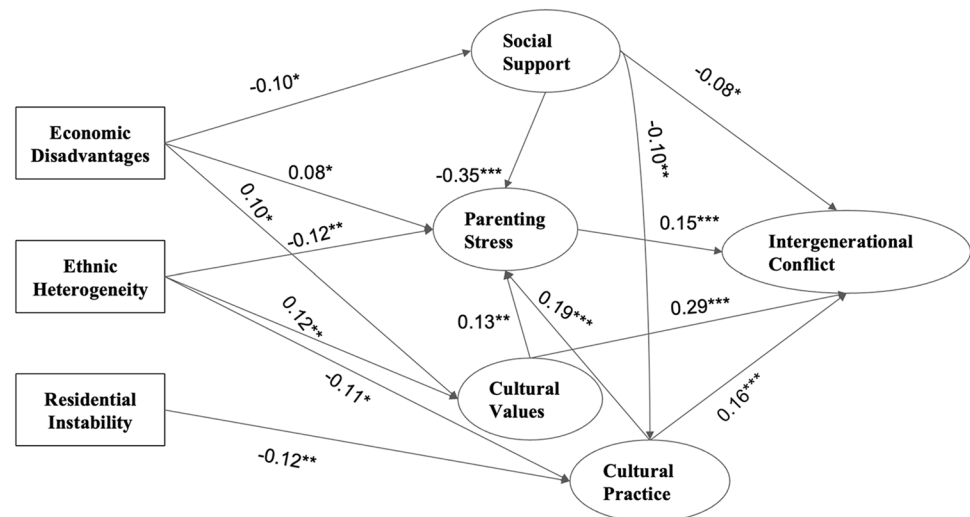 Social
Support
-0.10*
-0.08*
Economic
Disadvantages
-0.10**
0.08*
-0.35***
0.10*
Parenting
Stress
0.15***
-0.12**
Intergenerational
Conflict
Ethnic
Heterogeneity
0.12**
0.13**
0.19***
0.29***
-0.11*
Cultural
Values
0.16***
Residential
Instability
-0.12**
Cultural
Practice